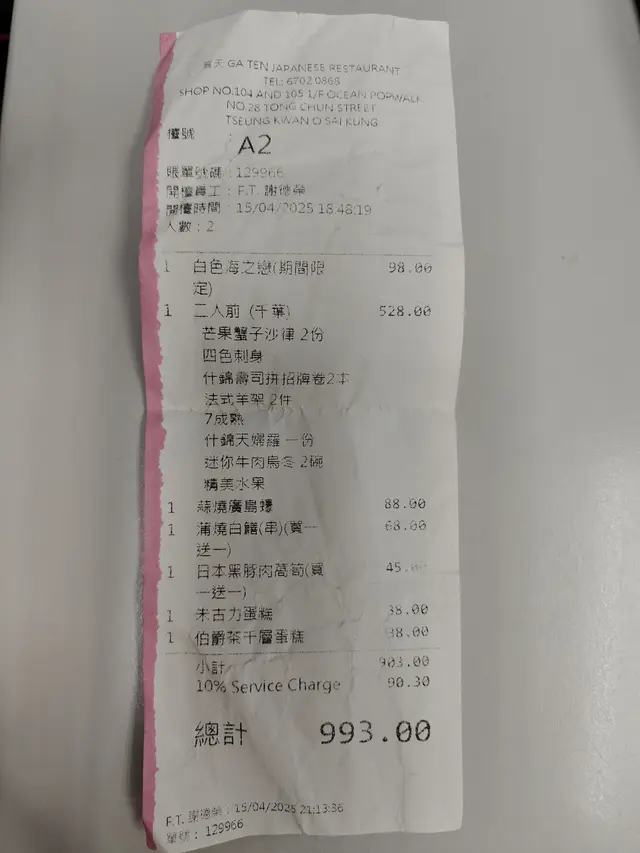 賀天 GA TEN JAPANESE RESTAURANT
TEL: 6702 0868
SHOP NO.104 AND 105 1/F OCEAN POPWALK
NO.28 TONG CHUN STREET
TSEUNG KWAN O SAI KUNG
檯號 : A2
賬單號碼 : 129966
開檯員工 : F.T. 謝德榮
開檯時間 : 15/04/2025 18:48:19
人數 : 2
1 白色海之戀(期間限 98.00
定)
1 二人前 (千葉) 528.00
芒果蟹子沙律 2份
四色刺身
什錦壽司拼招牌卷2本
法式羊架 2件
7成熟
什錦天婦羅 一份
迷你牛肉烏冬 2碗
精美水果
1 蒜燒廣島蠔 88.00
1 蒲燒白鱔(串)(買一 68.00
送一)
1 日本黑豚肉萵筍(買 45.00
一送一)
1 朱古力蛋糕 38.00
1 伯爵茶千層蛋糕 38.00
小計 903.00
10% Service Charge 90.30
總計 993.00
F.T. 謝德榮 : 15/04/2025 21:13:36
單號 : 129966